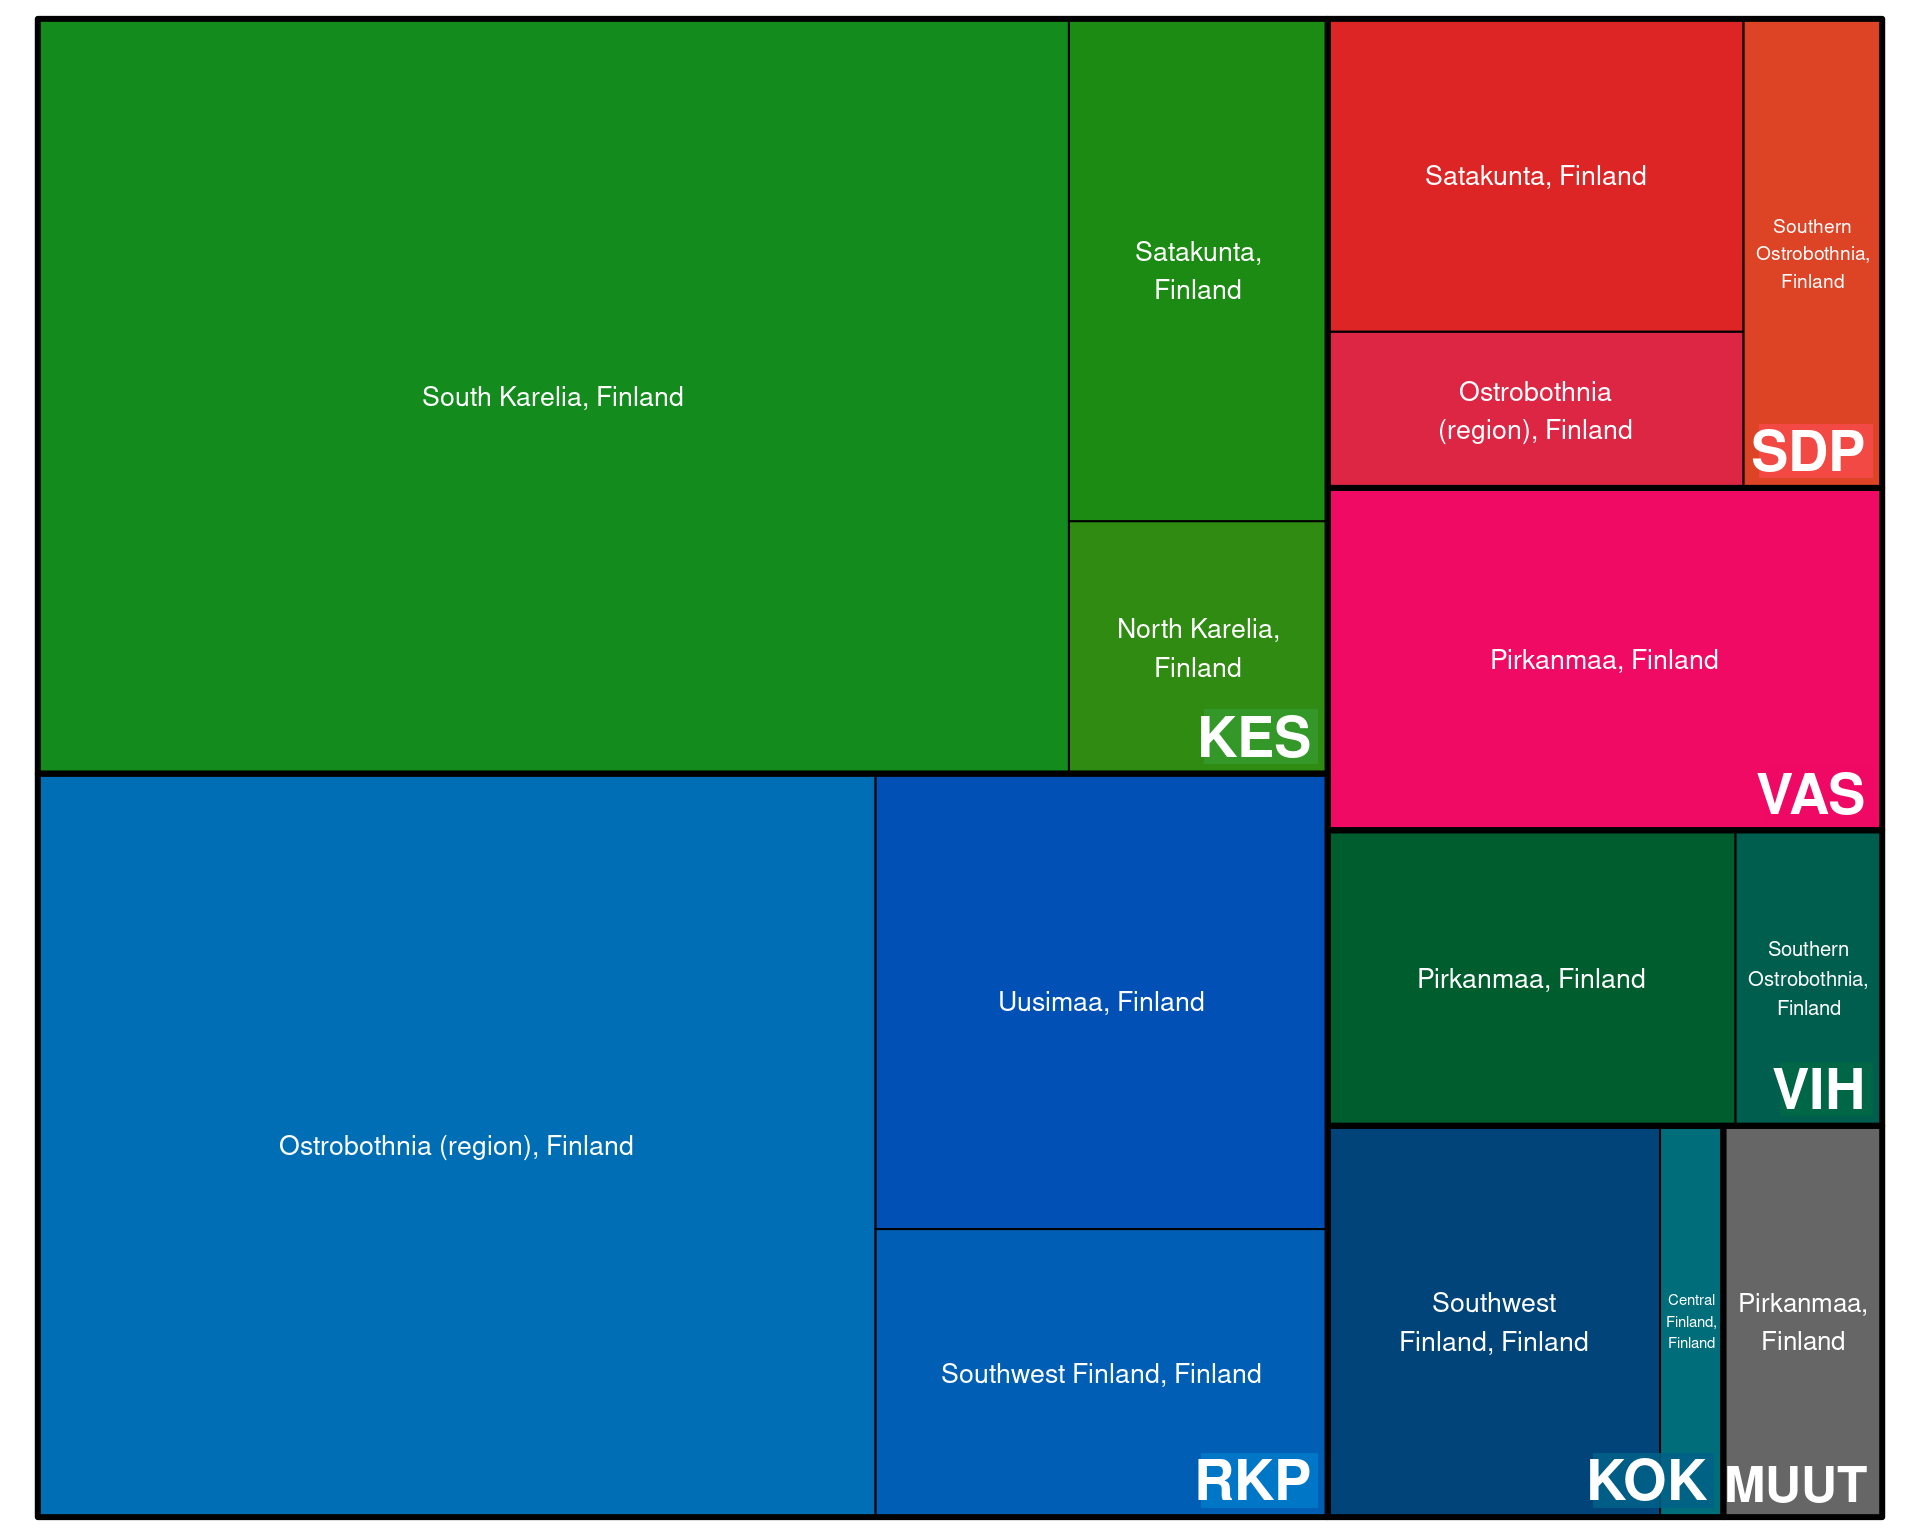 South Karelia, Finland
Satakunta,
Finland
North Karelia,
Finland
KES
Ostrobothnia (region), Finland
Uusimaa, Finland
Southwest Finland, Finland
RKP
Satakunta, Finland
Ostrobothnia
(region), Finland
Southern
Ostrobothnia,
Finland
SDP
Pirkanmaa, Finland
VAS
Pirkanmaa, Finland
Southern
Ostrobothnia,
Finland
VIH
Southwest
Finland, Finland
Central
Finland,
Finland
KOK
Pirkanmaa,
Finland
MUUT